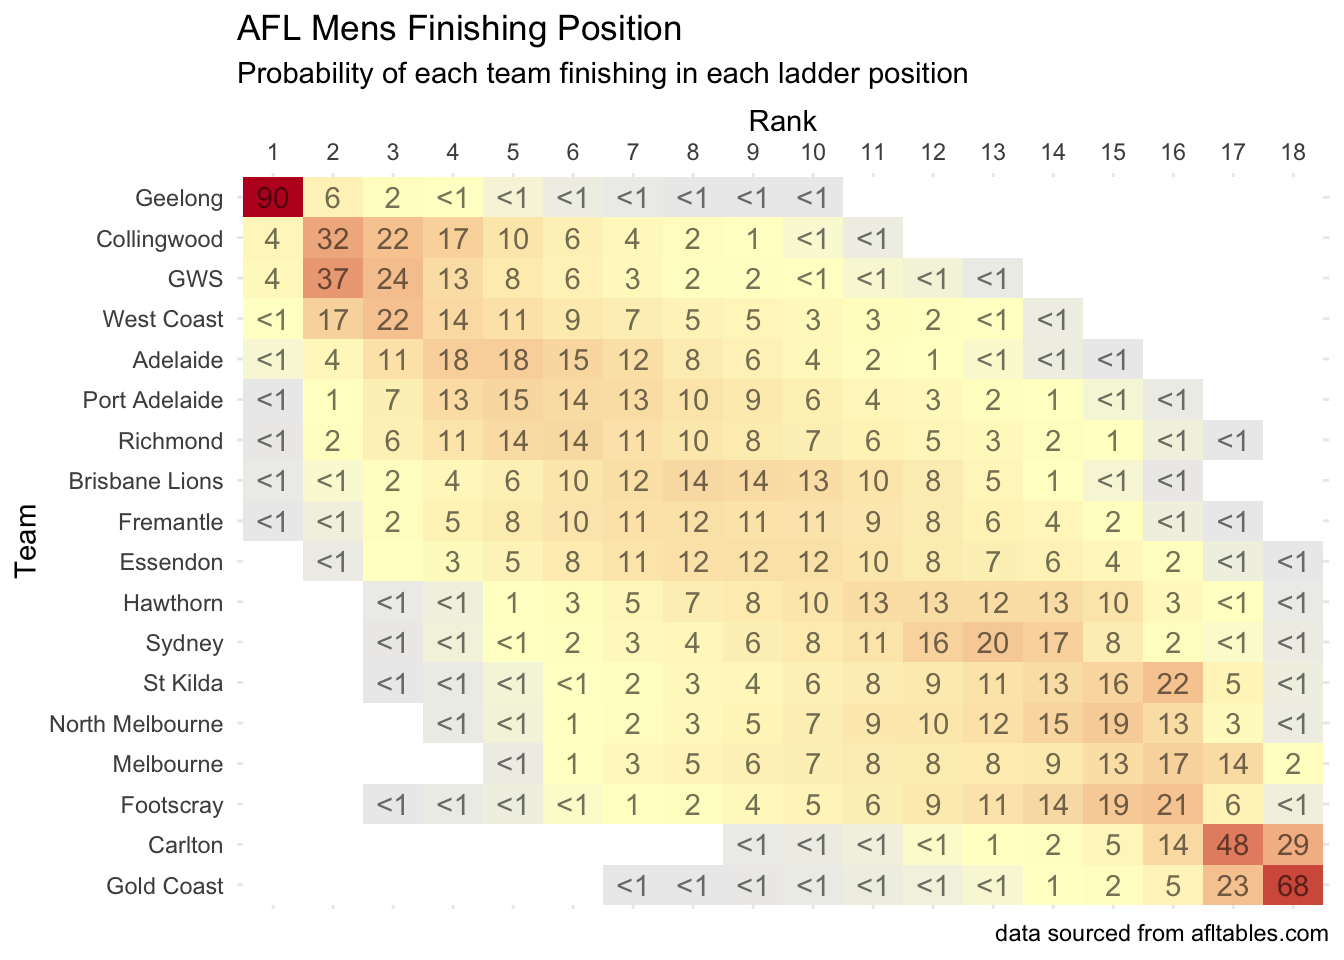 AFL Mens Finishing Position
Probability of each team finishing in each ladder position
Rank
1 2 3 4 5 6 7 8 9 10 11 12 13 14 15 16 17 18
Team
Geelong 90 6 2 <1 <1 <1 <1 <1 <1 <1
Collingwood 4 32 22 17 10 6 4 2 1 <1 <1
GWS 4 37 24 13 8 6 3 2 2 <1 <1 <1 <1
West Coast <1 17 22 14 11 9 7 5 5 3 3 2 <1 <1
Adelaide <1 4 11 18 18 15 12 8 6 4 2 1 <1 <1 <1
Port Adelaide <1 1 7 13 15 14 13 10 9 6 4 3 2 1 <1 <1
Richmond <1 2 6 11 14 14 11 10 8 7 6 5 3 2 1 <1 <1
Brisbane Lions <1 <1 2 4 6 10 12 14 14 13 10 8 5 1 <1 <1
Fremantle <1 <1 2 5 8 10 11 12 11 11 9 8 6 4 2 <1 <1
Essendon <1 3 5 8 11 12 12 12 10 8 7 6 4 2 <1 <1
Hawthorn <1 <1 1 3 5 7 8 10 13 13 12 13 10 3 <1 <1
Sydney <1 <1 <1 2 3 4 6 8 11 16 20 17 8 2 <1 <1
St Kilda <1 <1 <1 <1 2 3 4 6 8 9 11 13 16 22 5 <1
North Melbourne <1 <1 1 2 3 5 7 9 10 12 15 19 13 3 <1
Melbourne <1 1 3 5 6 7 8 8 8 9 13 17 14 2
Footscray <1 <1 <1 <1 1 2 4 5 6 9 11 14 19 21 6 <1
Carlton <1 <1 <1 <1 1 2 5 14 48 29
Gold Coast <1 <1 <1 <1 <1 <1 <1 1 2 5 23 68
data sourced from afltables.com